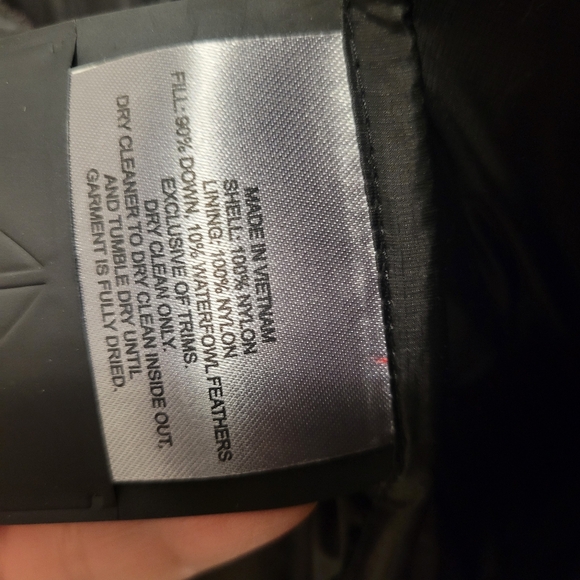 MADE IN VIETNAM
SHELL: 100% NYLON
LINING: 100% NYLON
FILL: 90% DOWN, 10% WATERFOWL FEATHERS
EXCLUSIVE OF TRIMS.
DRY CLEAN ONLY.
DRY CLEANER TO DRY CLEAN INSIDE OUT,
AND TUMBLE DRY UNTIL
GARMENT IS FULLY DRIED.